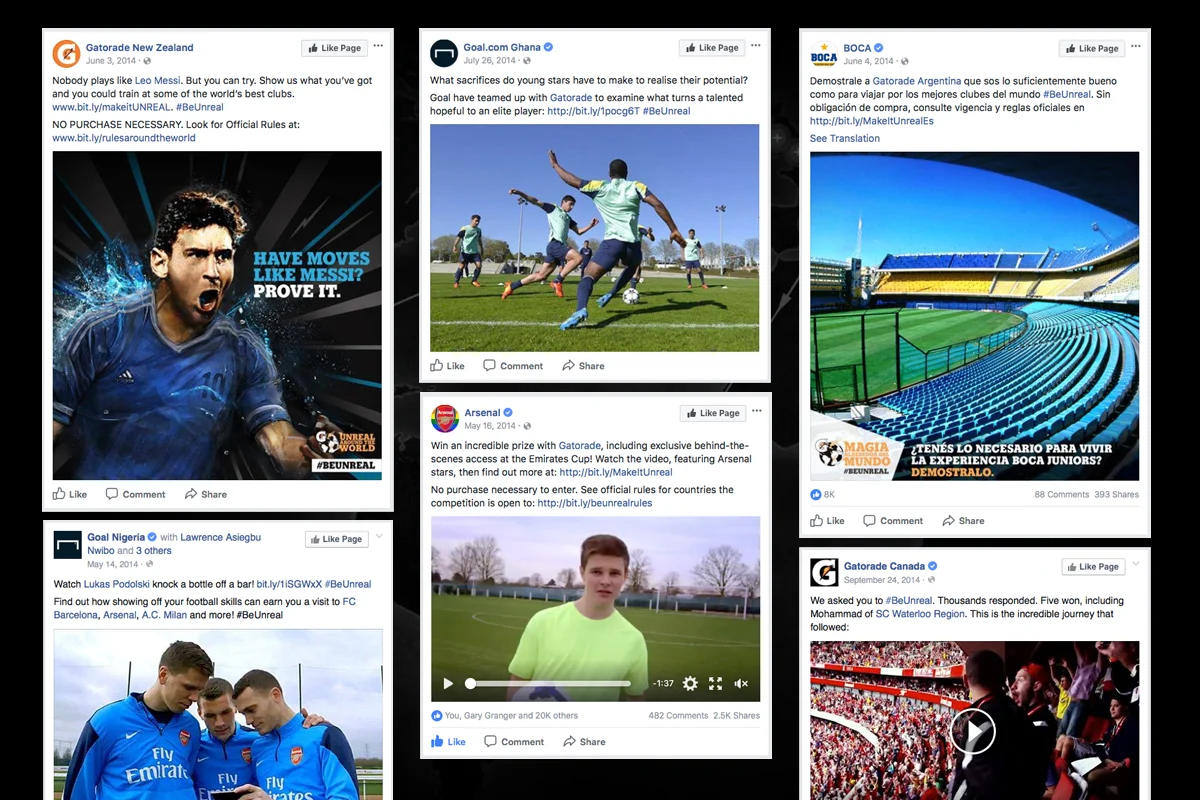 Gatorade New Zealand
June 3, 2014 ·
Like Page
Nobody plays like Leo Messi. But you can try. Show us what you've got
and you could train at some of the world's best clubs.
www.bit.ly/makeitUNREAL. #BeUnreal
NO PURCHASE NECESSARY. Look for Official Rules at:
www.bit.ly/rulesaroundtheworld
HAVE MOVES
LIKE MESSI?
PROVE IT.
10
UNREAL
AROUND THE
WORLD
#BEUNREAL
Like Comment Share
Goal Nigeria with Lawrence Asiegbu
Nwibo and 3 others
May 14, 2014 ·
Like Page
Watch Lukas Podolski knock a bottle off a bar! bit.ly/1iSGWxX #BeUnreal
Find out how showing off your football skills can earn you a visit to FC
Barcelona, Arsenal, A.C. Milan and more! #BeUnreal
Fly
Emirates
Fly
Emirates
Fly
Emirates
Goal.com Ghana
July 26, 2014 ·
Like Page
What sacrifices do young stars have to make to realise their potential?
Goal have teamed up with Gatorade to examine what turns a talented
hopeful to an elite player: http://bit.ly/1pocg6T #BeUnreal
Like Comment Share
Arsenal
Arsenal
May 16, 2014 ·
Like Page
Win an incredible prize with Gatorade, including exclusive behind-the-
scenes access at the Emirates Cup! Watch the video, featuring Arsenal
stars, then find out more at: http://bit.ly/MakeItUnreal
No purchase necessary to enter. See official rules for countries the
competition is open to: http://bit.ly/beunrealrules
-1:37
You, Gary Granger and 20K others
482 Comments 2.5K Shares
Like Comment Share
BOCA
BOCA
June 4, 2014 ·
Like Page
Demostrale a Gatorade Argentina que sos lo suficientemente bueno
como para viajar por los mejores clubes del mundo #BeUnreal. Sin
obligación de compra, consulte vigencia y reglas oficiales en
http://bit.ly/MakeItUnrealEs
See Translation
MAGIA
ALREDEDOR DEL
MUNDO
#BEUNREAL
¿TENÉS LO NECESARIO PARA VIVIR
LA EXPERIENCIA BOCA JUNIORS?
DEMOSTRALO.
8K
88 Comments 393 Shares
Like Comment Share
Gatorade Canada
September 24, 2014 ·
Like Page
We asked you to #BeUnreal. Thousands responded. Five won, including
Mohammad of SC Waterloo Region. This is the incredible journey that
followed: